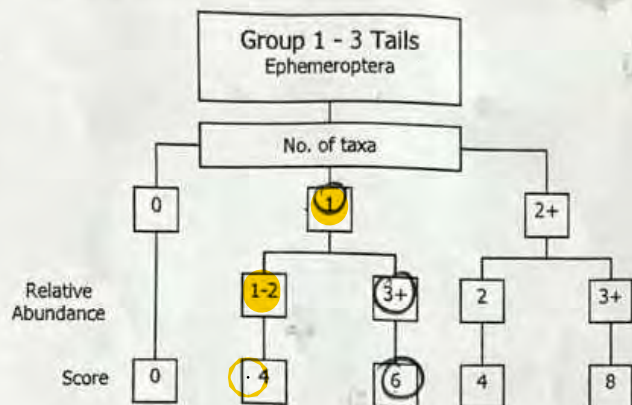 Group 1 - 3 Tails
Ephemeroptera
No. of taxa
0 1 2+
Relative
Abundance
1-2 3+ 2 3+
Score 0 4 6 4 8